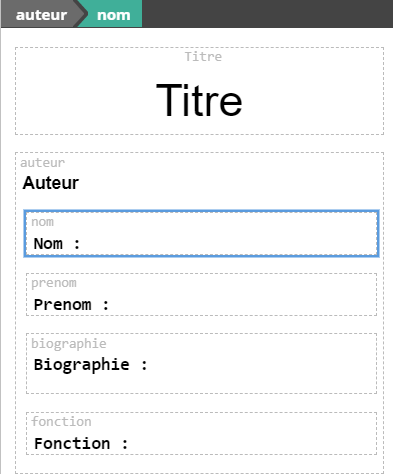 auteur nom
Titre
Titre
auteur
Auteur
nom
Nom :
prenom
Prenom :
biographie
Biographie :
fonction
Fonction :